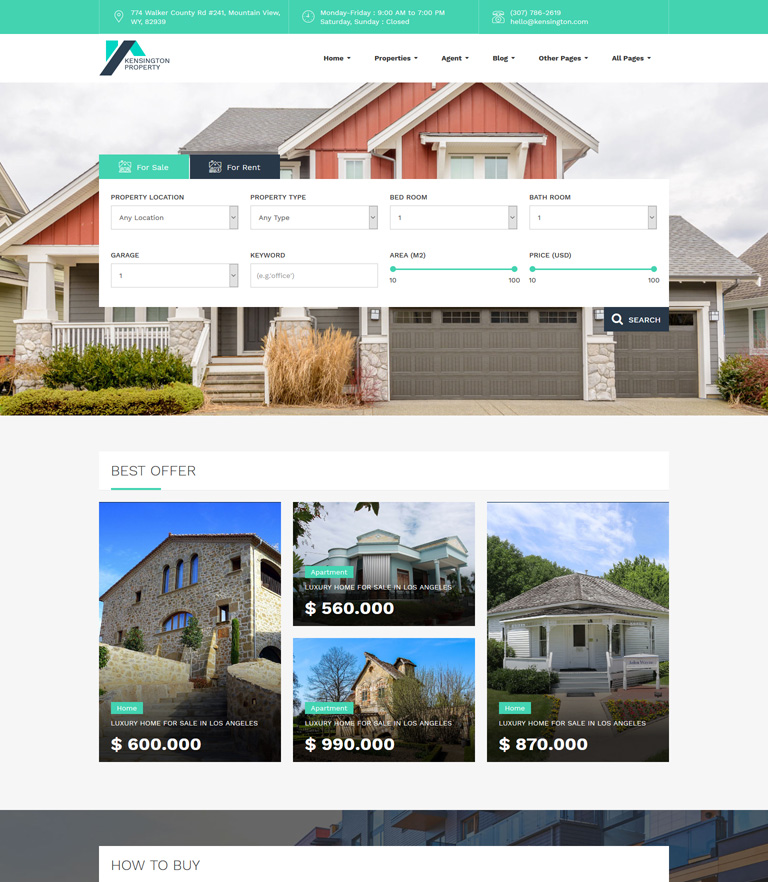 774 Walker County Rd #241, Mountain View,
WY, 82939
Monday-Friday : 9:00 AM to 7:00 PM
Saturday, Sunday : Closed
(307) 786-2619
hello@kensington.com
KENSINGTON
PROPERTY
Home
Properties
Agent
Blog
Other Pages
All Pages
For Sale
For Rent
PROPERTY LOCATION
PROPERTY TYPE
BED ROOM
BATH ROOM
Any Location
Any Type
1
1
GARAGE
KEYWORD
AREA (M2)
PRICE (USD)
1
(e.g:'office')
10
100
10
100
SEARCH
BEST OFFER
Home
LUXURY HOME FOR SALE IN LOS ANGELES
$ 600.000
Apartment
LUXURY HOME FOR SALE IN LOS ANGELES
$ 560.000
Apartment
LUXURY HOME FOR SALE IN LOS ANGELES
$ 990.000
Home
LUXURY HOME FOR SALE IN LOS ANGELES
$ 870.000
HOW TO BUY